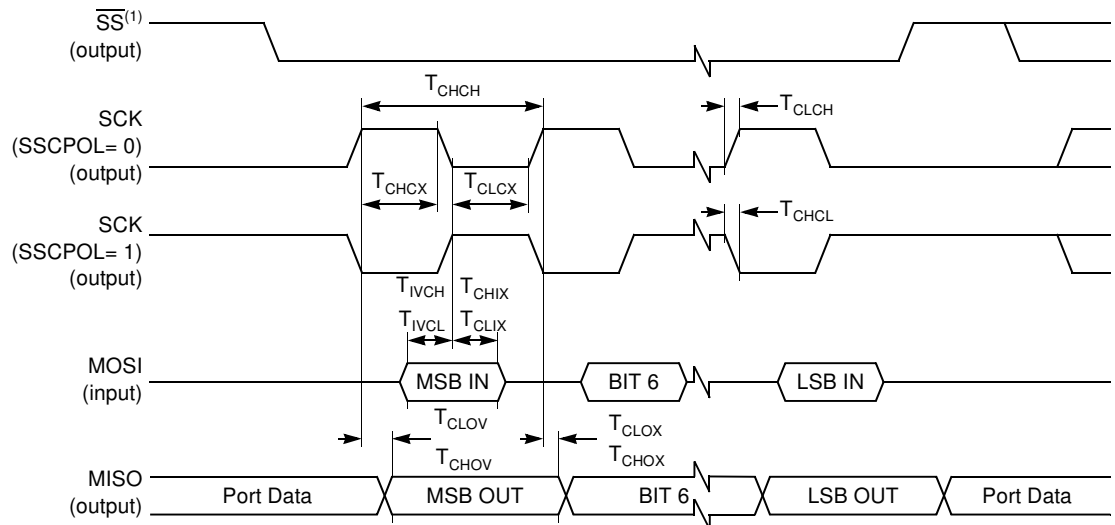 SS(1)
(output)
TCHCH
TCLCH
SCK
(SSCPOL= 0)
(output)
TCHCX
TCLCX
TCHCL
SCK
(SSCPOL= 1)
(output)
TIVCH
TCHIX
TIVCL
TCLIX
MOSI
(input)
MSB IN
BIT 6
LSB IN
TCLOV
TCLOX
TCHOV
TCHOX
MISO
(output)
Port Data
MSB OUT
BIT 6
LSB OUT
Port Data